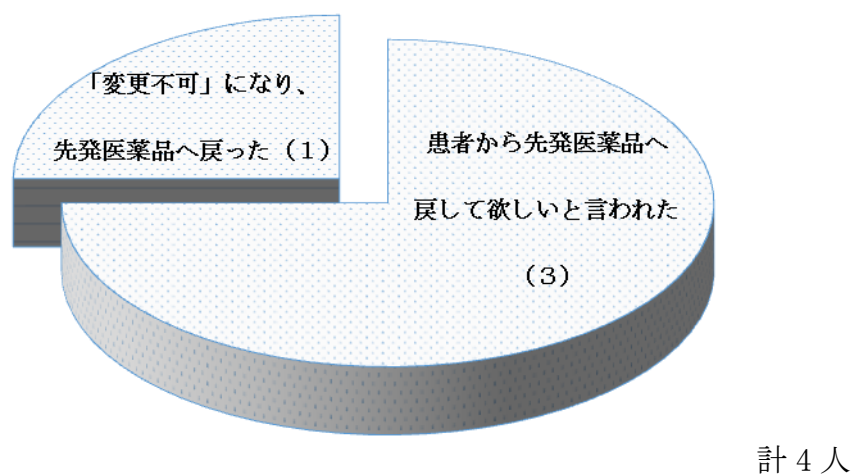 「変更不可」になり、
先発医薬品へ戻った（1）
患者から先発医薬品へ
戻して欲しいと言われた
（3）
計 4 人